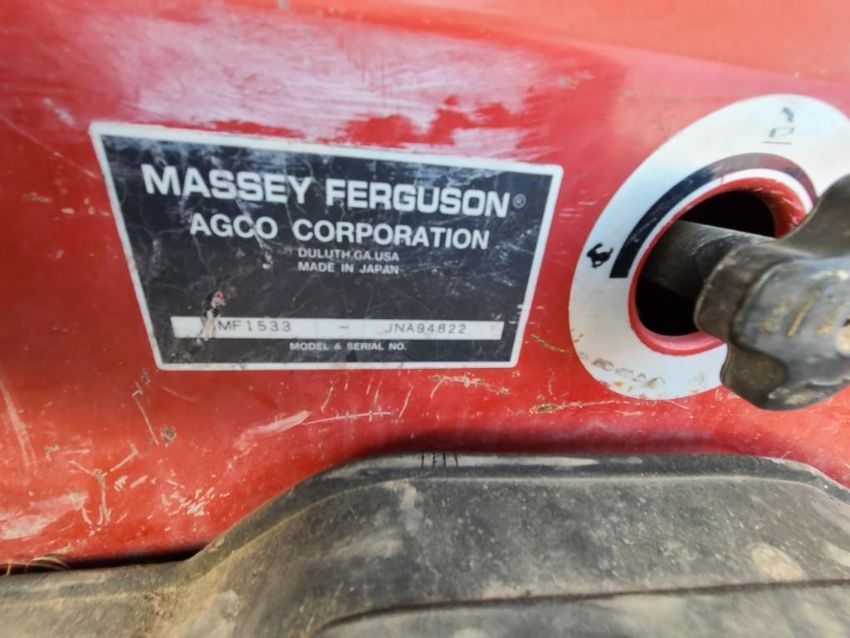 MASSEY FERGUSON®
AGCO CORPORATION
DULUTH, GA. USA
MADE IN JAPAN
MF1533 - JNA94822
MODEL & SERIAL NO.